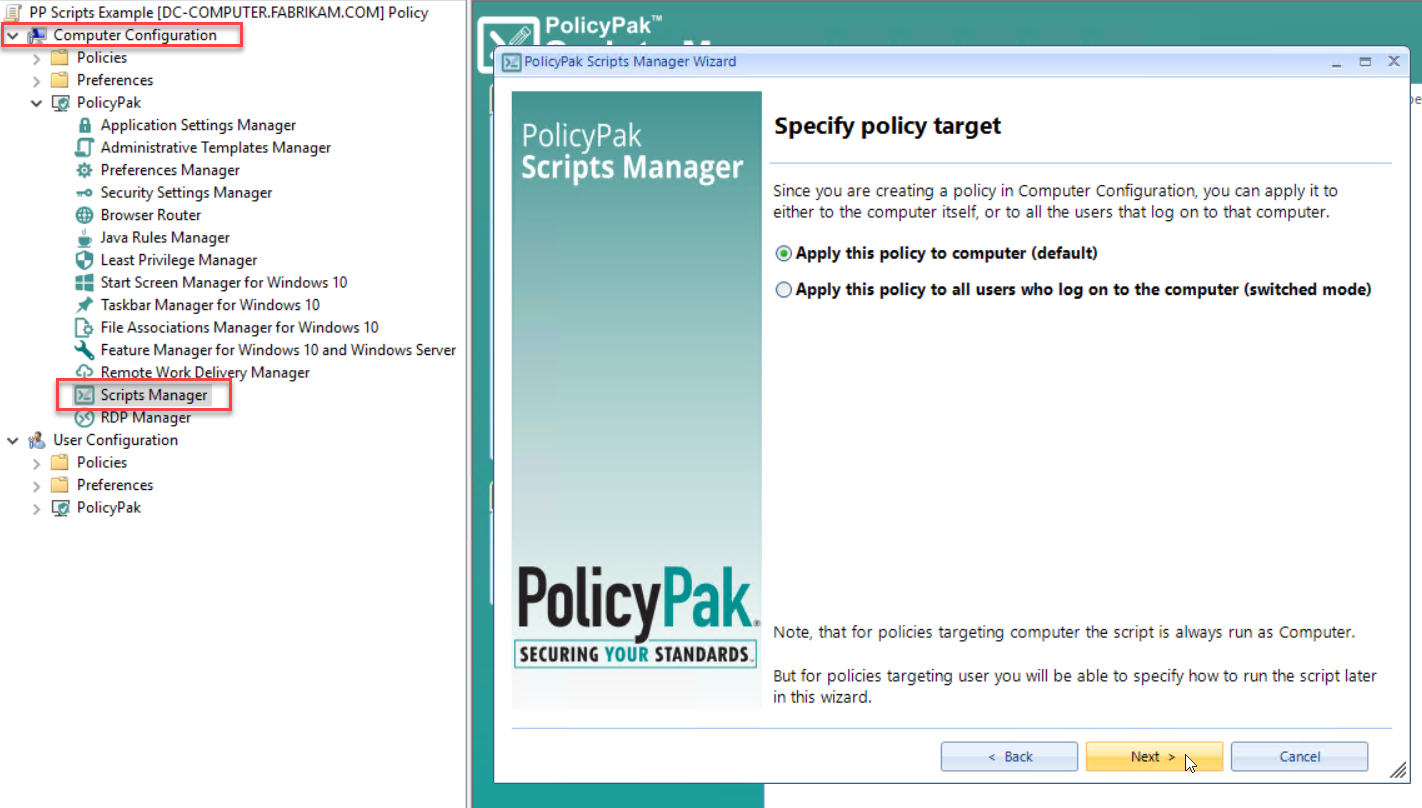 PP Scripts Example [DC-COMPUTER.FABRIKAM.COM] Policy
Computer Configuration
Policies
Preferences
PolicyPak
Application Settings Manager
Administrative Templates Manager
Preferences Manager
Security Settings Manager
Browser Router
Java Rules Manager
Least Privilege Manager
Start Screen Manager for Windows 10
Taskbar Manager for Windows 10
File Associations Manager for Windows 10
Feature Manager for Windows 10 and Windows Server
Remote Work Delivery Manager
Scripts Manager
RDP Manager
User Configuration
Policies
Preferences
PolicyPak
PolicyPak™
PolicyPak Scripts Manager Wizard
PolicyPak
Scripts Manager
PolicyPak®
SECURING YOUR STANDARDS™
Specify policy target
Since you are creating a policy in Computer Configuration, you can apply it to
either to the computer itself, or to all the users that log on to that computer.
Apply this policy to computer (default)
Apply this policy to all users who log on to the computer (switched mode)
Note, that for policies targeting computer the script is always run as Computer.
But for policies targeting user you will be able to specify how to run the script later
in this wizard.
< Back
Next >
Cancel